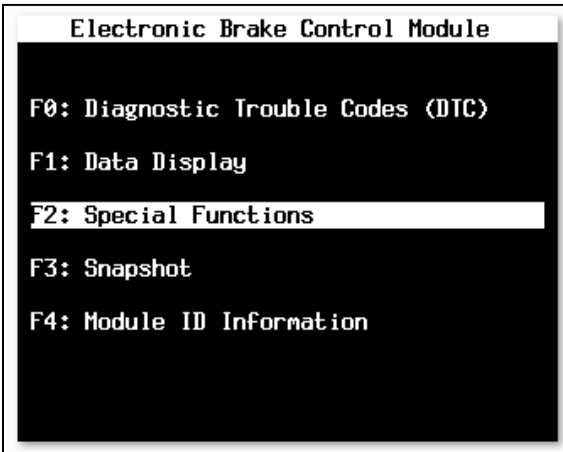 Electronic Brake Control Module
F0: Diagnostic Trouble Codes (DTC)
F1: Data Display
F2: Special Functions
F3: Snapshot
F4: Module ID Information